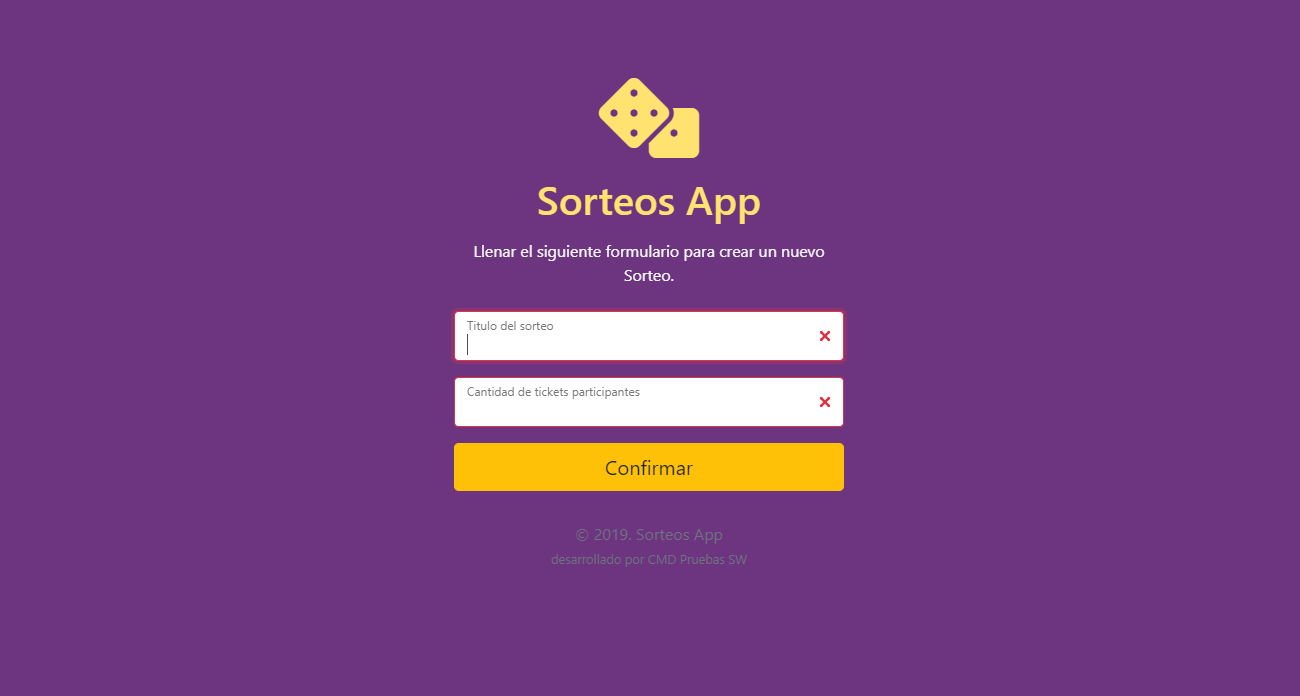 Sorteos App
Llenar el siguiente formulario para crear un nuevo
Sorteo.
Titulo del sorteo
Cantidad de tickets participantes
Confirmar
© 2019. Sorteos App
desarrollado por CMD Pruebas SW